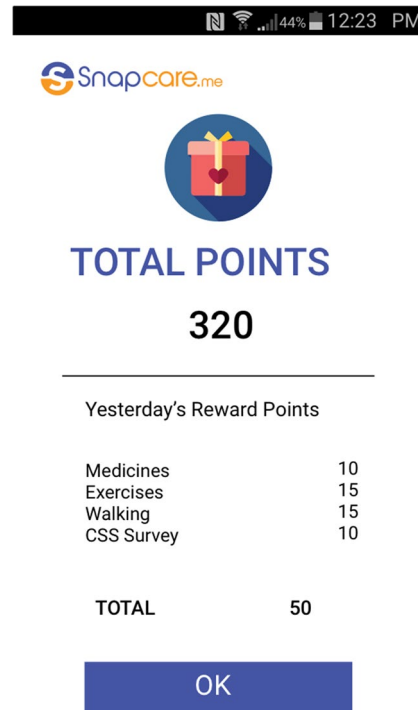 44% 12:23 PM
Snapcare.me
TOTAL POINTS
320
Yesterday's Reward Points
Medicines 10
Exercises 15
Walking 15
CSS Survey 10
TOTAL 50
OK